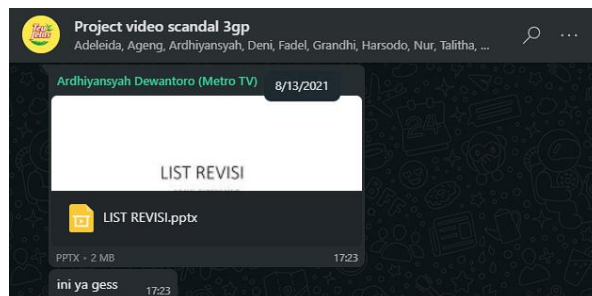 Project video scandal 3gp
Adeleida, Ageng, Ardhiyansyah, Deni, Fadel, Grandhi, Harsodo, Nur, Talitha, ...
Ardhiyansyah Dewantoro (Metro TV)
8/13/2021
LIST REVISI
LIST REVISI.pptx
PPTX • 2 MB
17:23
ini ya gess
17:23